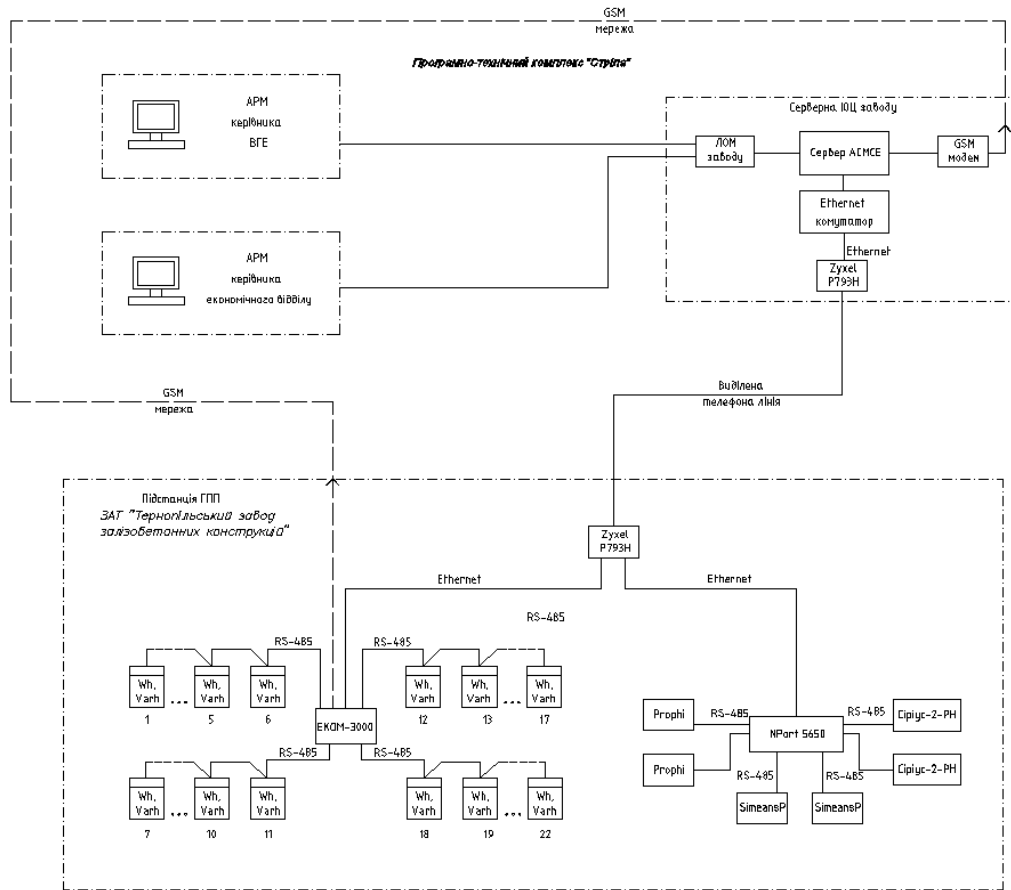 GSM
мережа
Програмно-технічний комплекс "Стріла"
АРМ
керівника
ВГЕ
Серверна ІОЦ заводу
ЛОМ
заводу
Сервер АСМСЕ
GSM
модем
Ethernet
комутатор
Ethernet
Zyxel
P793H
АРМ
керівника
економічного відділу
GSM
мережа
Виділена
телефона лінія
Підстанція ГПП
ЗАТ "Тернопільський завод
залізобетонних конструкцій"
Zyxel
P793H
Ethernet
Ethernet
RS-485
RS-485
RS-485
Wh,
Varh
...
Wh,
Varh
Wh,
Varh
Wh,
Varh
Wh,
Varh
...
Wh,
Varh
1
5
6
12
13
17
ЕКОМ-3000
RS-485
RS-485
Wh,
Varh
...
Wh,
Varh
Wh,
Varh
Wh,
Varh
Wh,
Varh
...
Wh,
Varh
7
10
11
18
19
22
Prophi
RS-485
RS-485
Сіріус-2-РН
NPort 5650
Prophi
Сіріус-2-РН
RS-485
RS-485
SimeansP
SimeansP